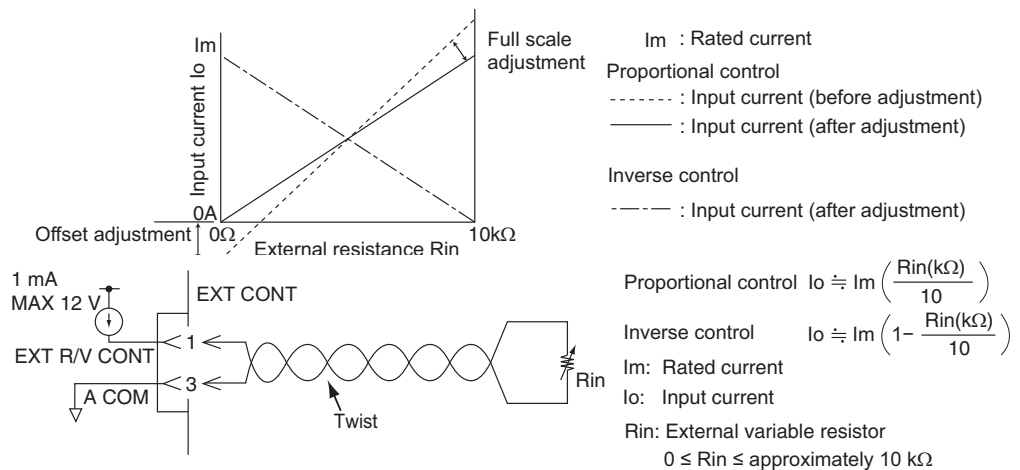 Im
Input current Io
0A
0Ω
External resistance Rin
10kΩ
Full scale
adjustment
Offset adjustment
Im : Rated current
Proportional control
: Input current (before adjustment)
: Input current (after adjustment)
Inverse control
: Input current (after adjustment)
1 mA
MAX 12 V
EXT CONT
1
EXT R/V CONT
3
A COM
Twist
Rin
Proportional control Io ≒ Im (Rin(kΩ)/10)
Inverse control Io ≒ Im (1− Rin(kΩ)/10)
Im: Rated current
Io: Input current
Rin: External variable resistor
0 ≤ Rin ≤ approximately 10 kΩ